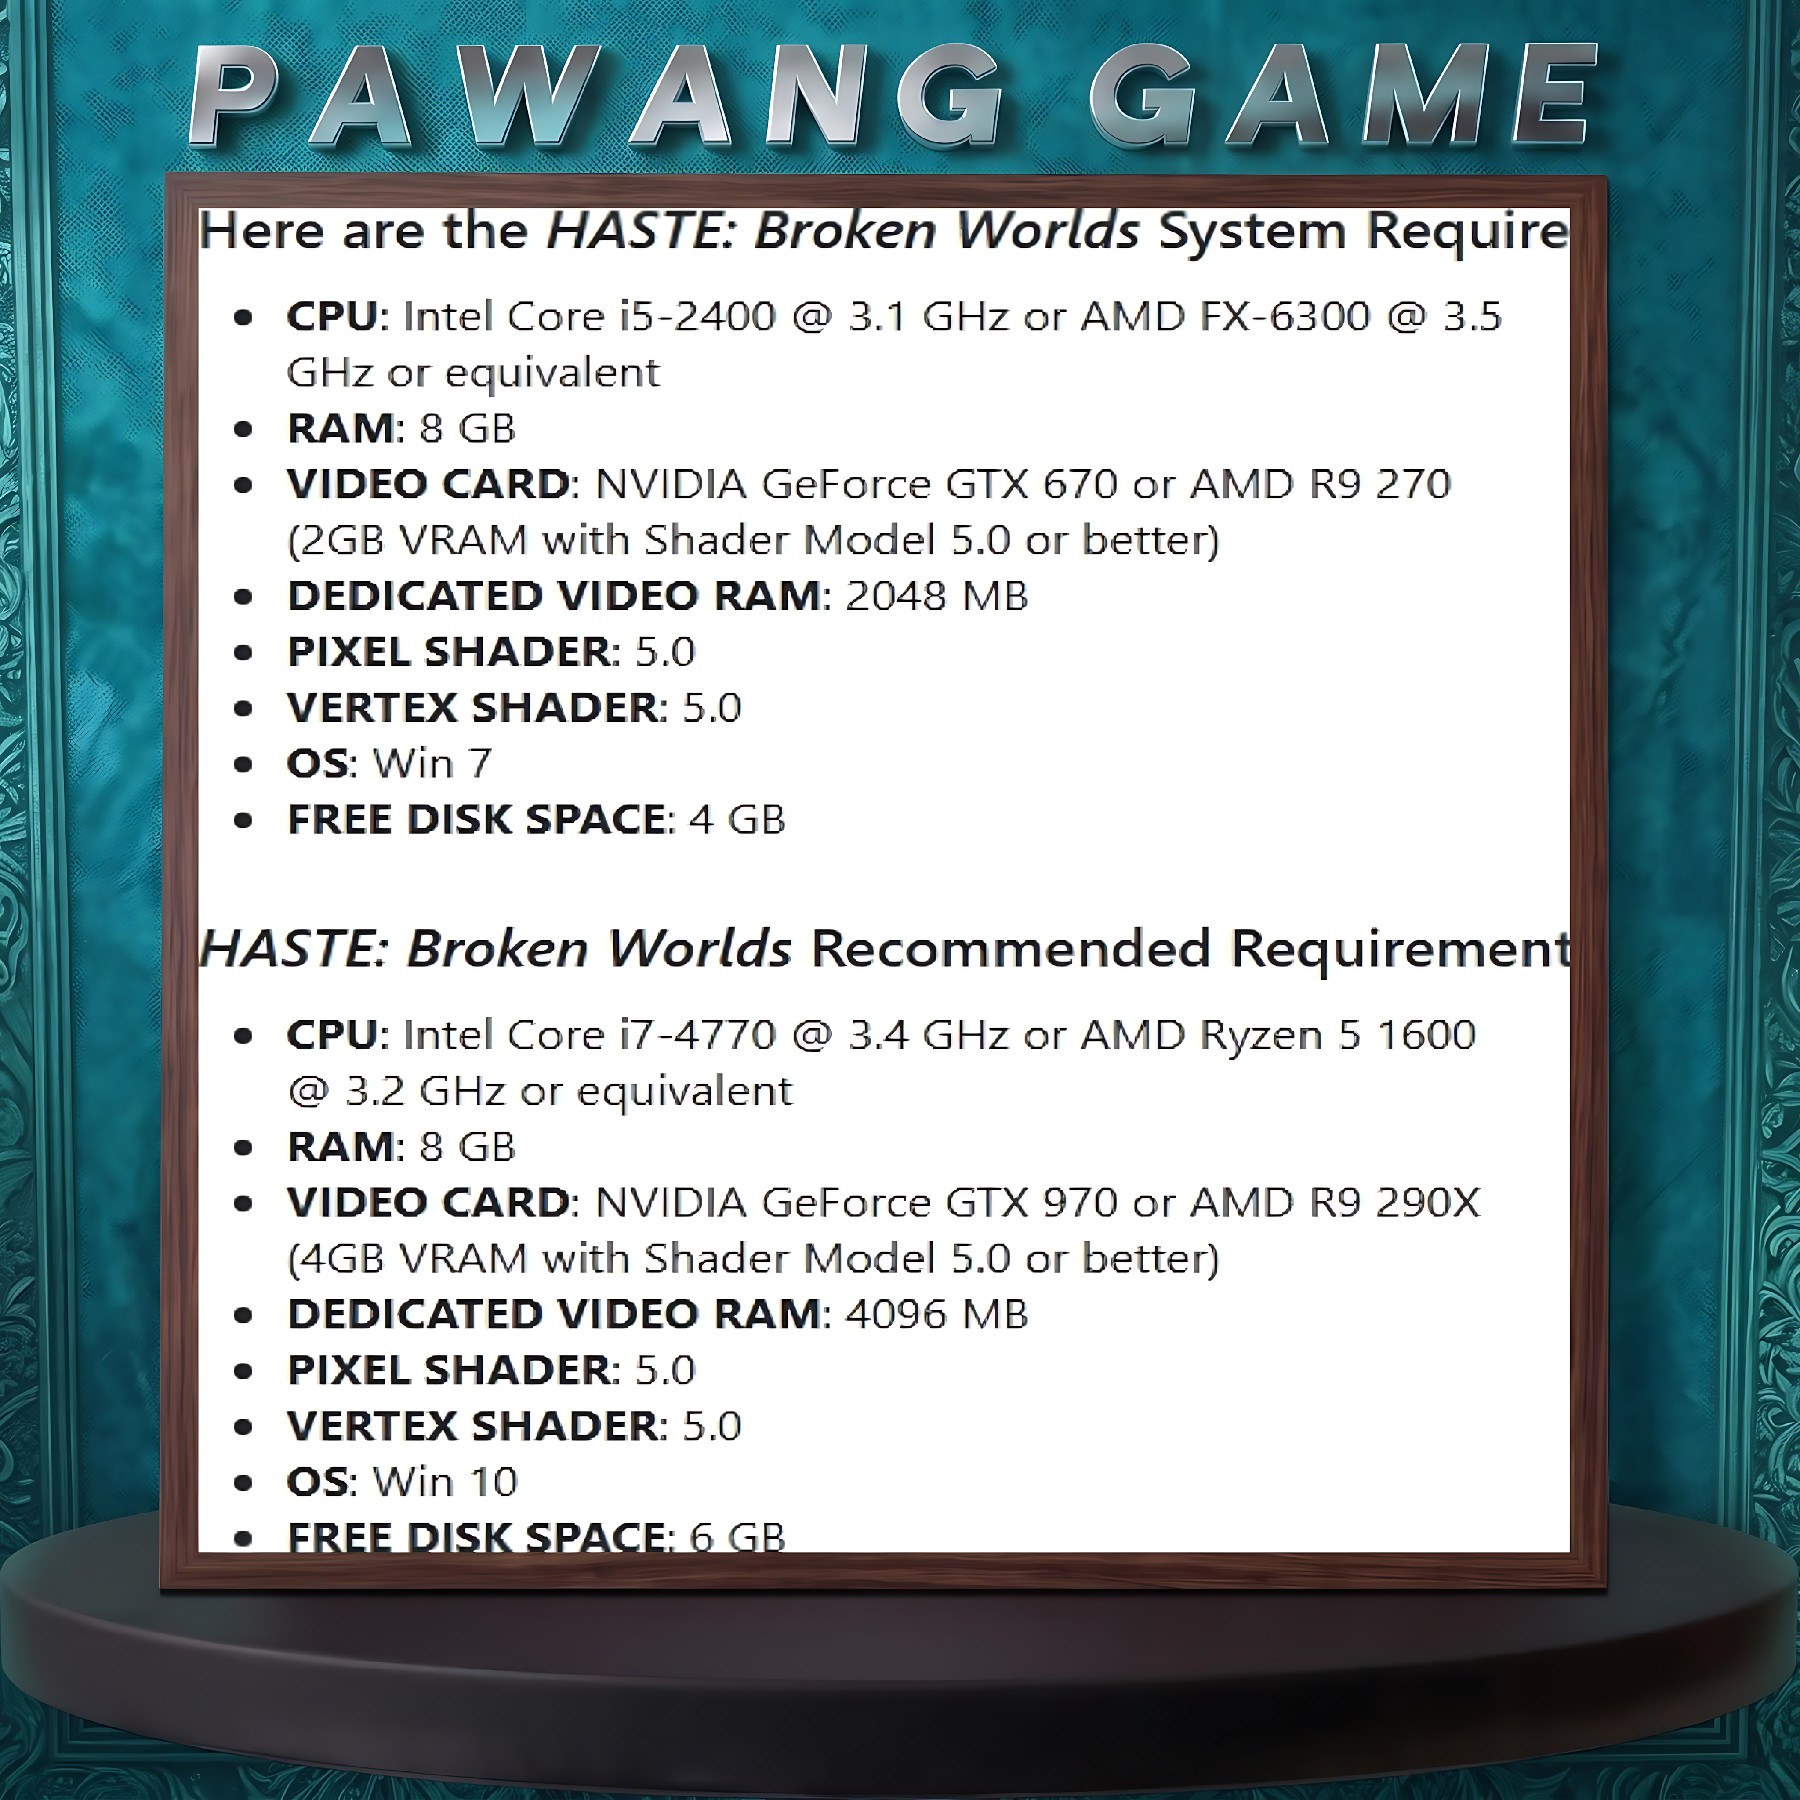 PAWANG GAME
Here are the HASTE: Broken Worlds System Require
• CPU: Intel Core i5-2400 @ 3.1 GHz or AMD FX-6300 @ 3.5
GHz or equivalent
• RAM: 8 GB
• VIDEO CARD: NVIDIA GeForce GTX 670 or AMD R9 270
(2GB VRAM with Shader Model 5.0 or better)
• DEDICATED VIDEO RAM: 2048 MB
• PIXEL SHADER: 5.0
• VERTEX SHADER: 5.0
• OS: Win 7
• FREE DISK SPACE: 4 GB
HASTE: Broken Worlds Recommended Requirement
• CPU: Intel Core i7-4770 @ 3.4 GHz or AMD Ryzen 5 1600
@ 3.2 GHz or equivalent
• RAM: 8 GB
• VIDEO CARD: NVIDIA GeForce GTX 970 or AMD R9 290X
(4GB VRAM with Shader Model 5.0 or better)
• DEDICATED VIDEO RAM: 4096 MB
• PIXEL SHADER: 5.0
• VERTEX SHADER: 5.0
• OS: Win 10
• FREE DISK SPACE: 6 GB